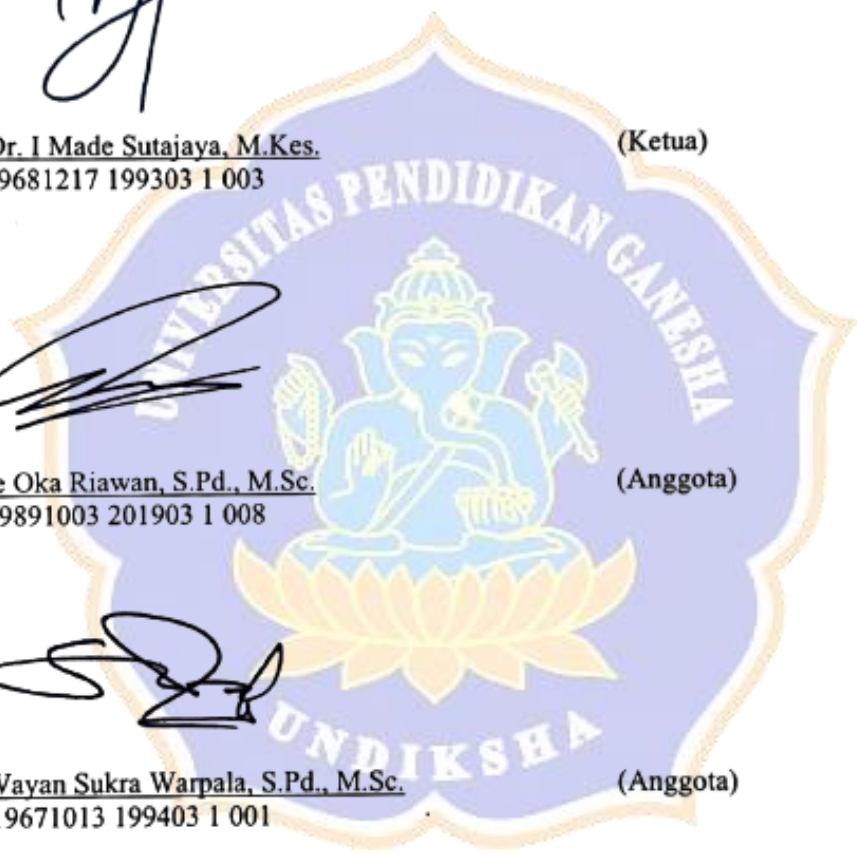 Dr. I Made Sutajaya, M.Kes.
(Ketua)
9681217 199303 1 003
UNIVERSITAS PENDIDIKAN GANESHA
e Oka Riawan, S.Pd., M.Sc.
(Anggota)
9891003 201903 1 008
UNDIKSHA
Wayan Sukra Warpala, S.Pd., M.Sc.
(Anggota)
19671013 199403 1 001